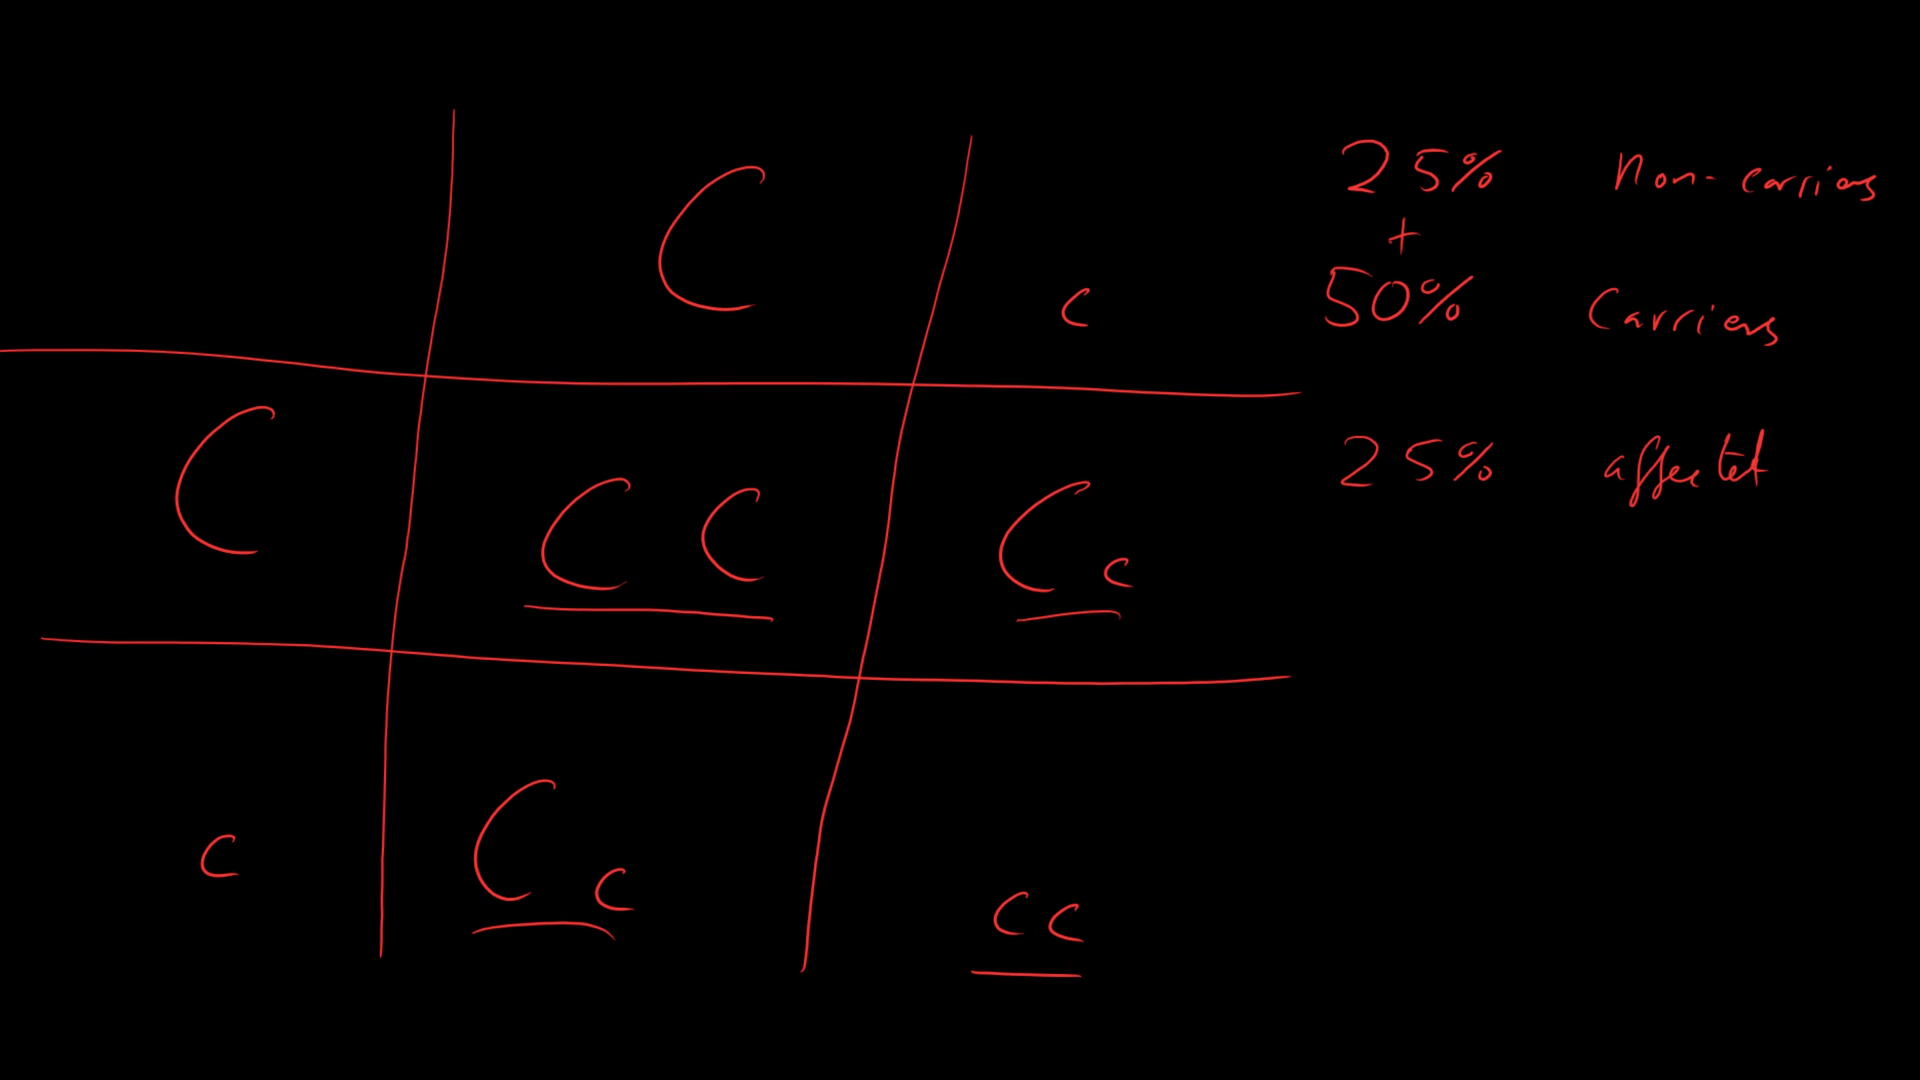 C c
C CC Cc
c Cc cc
25% Non-carriers
+
50% Carriers
25% affected